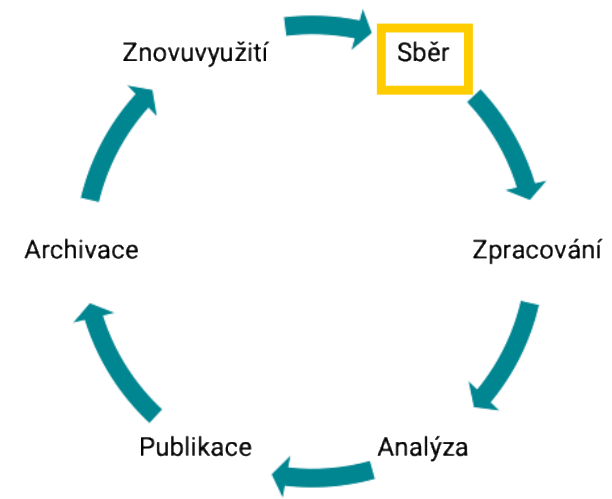 Znovuvyužití
Sběr
Archivace
Zpracování
Publikace
Analýza